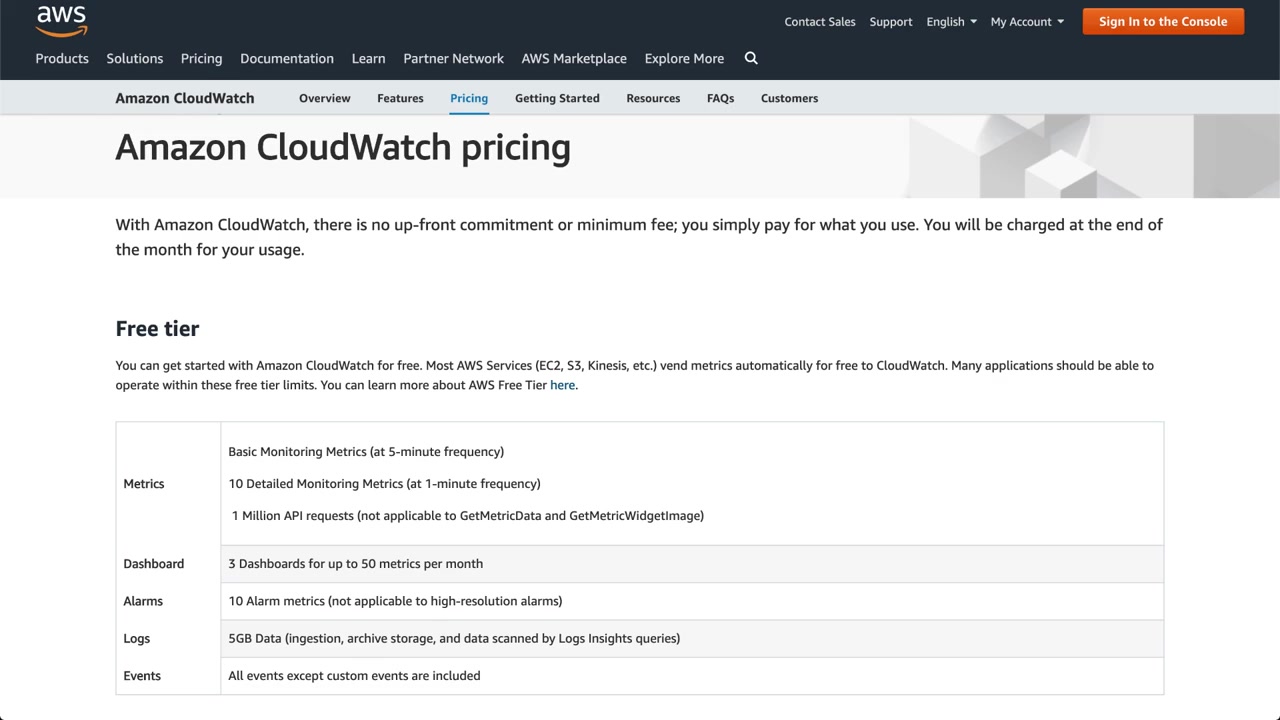 aws
Contact Sales Support English My Account Sign In to the Console
Products Solutions Pricing Documentation Learn Partner Network AWS Marketplace Explore More
Amazon CloudWatch Overview Features Pricing Getting Started Resources FAQs Customers
Amazon CloudWatch pricing
With Amazon CloudWatch, there is no up-front commitment or minimum fee; you simply pay for what you use. You will be charged at the end of
the month for your usage.
Free tier
You can get started with Amazon CloudWatch for free. Most AWS Services (EC2, S3, Kinesis, etc.) vend metrics automatically for free to CloudWatch. Many applications should be able to
operate within these free tier limits. You can learn more about AWS Free Tier here.
Basic Monitoring Metrics (at 5-minute frequency)
Metrics 10 Detailed Monitoring Metrics (at 1-minute frequency)
1 Million API requests (not applicable to GetMetricData and GetMetricWidgetImage)
Dashboard 3 Dashboards for up to 50 metrics per month
Alarms 10 Alarm metrics (not applicable to high-resolution alarms)
Logs 5GB Data (ingestion, archive storage, and data scanned by Logs Insights queries)
Events All events except custom events are included